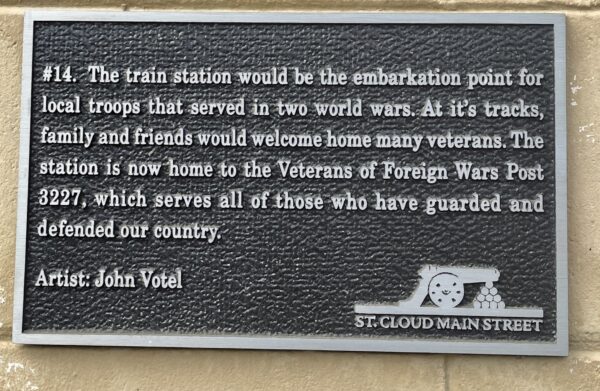 #14. The train station would be the embarkation point for
local troops that served in two world wars. At it's tracks,
family and friends would welcome home many veterans. The
station is now home to the Veterans of Foreign Wars Post
3227, which serves all of those who have guarded and
defended our country.
Artist: John Votel
ST. CLOUD MAIN STREET